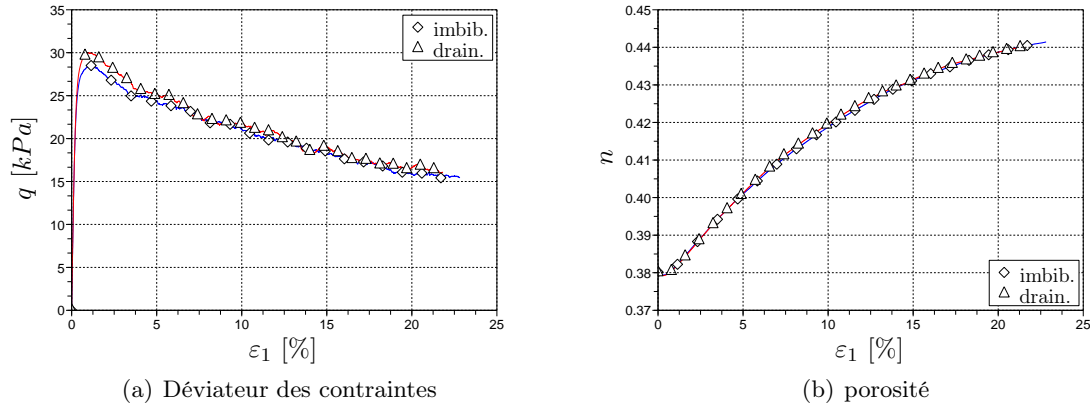 35
30
25
20
15
10
5
0
0 5 10 15 20 25
q [kPa]
ε₁ [%]
imbib.
drain.
(a) Déviateur des contraintes
0.45
0.44
0.43
0.42
0.41
0.40
0.39
0.38
0.37
0 5 10 15 20 25
n
ε₁ [%]
imbib.
drain.
(b) porosité